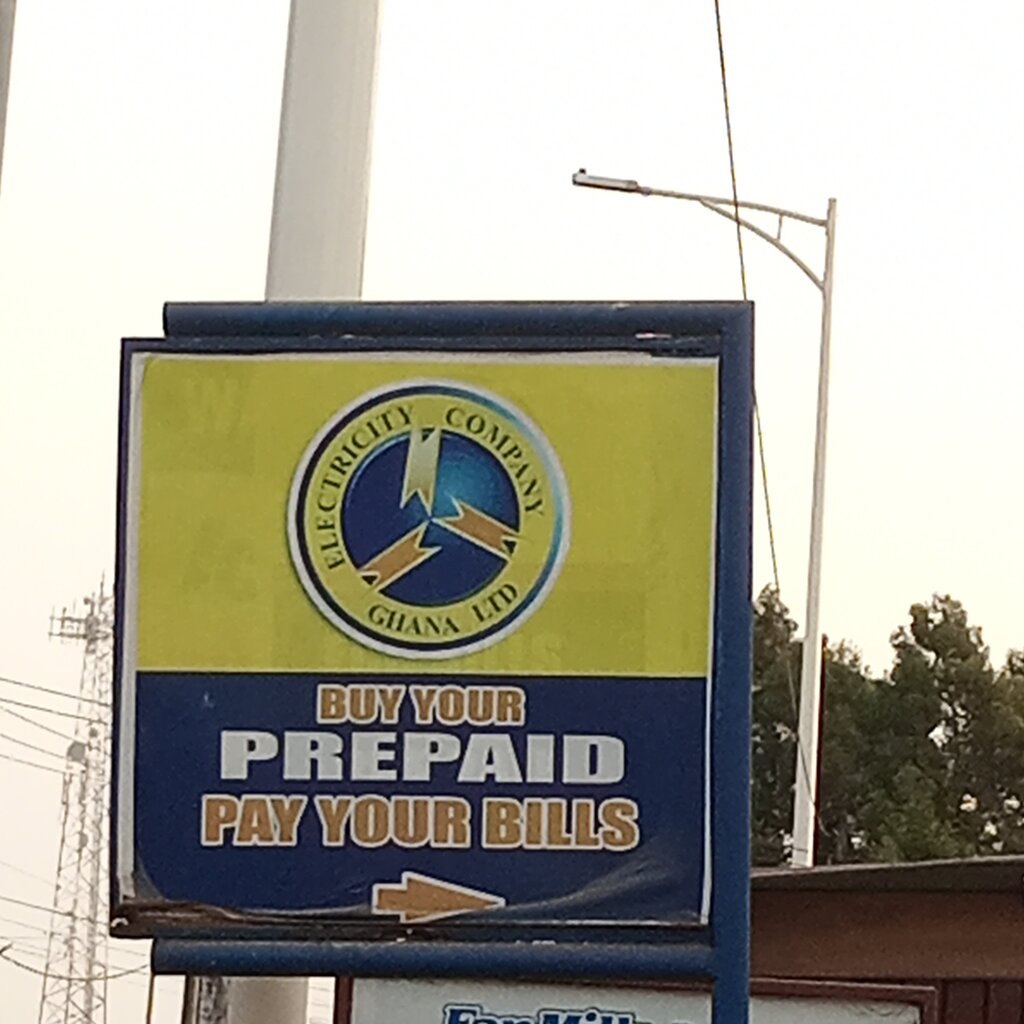 ELECTRICITY COMPANY
GHANA LTD
BUY YOUR
PREPAID
PAY YOUR BILLS